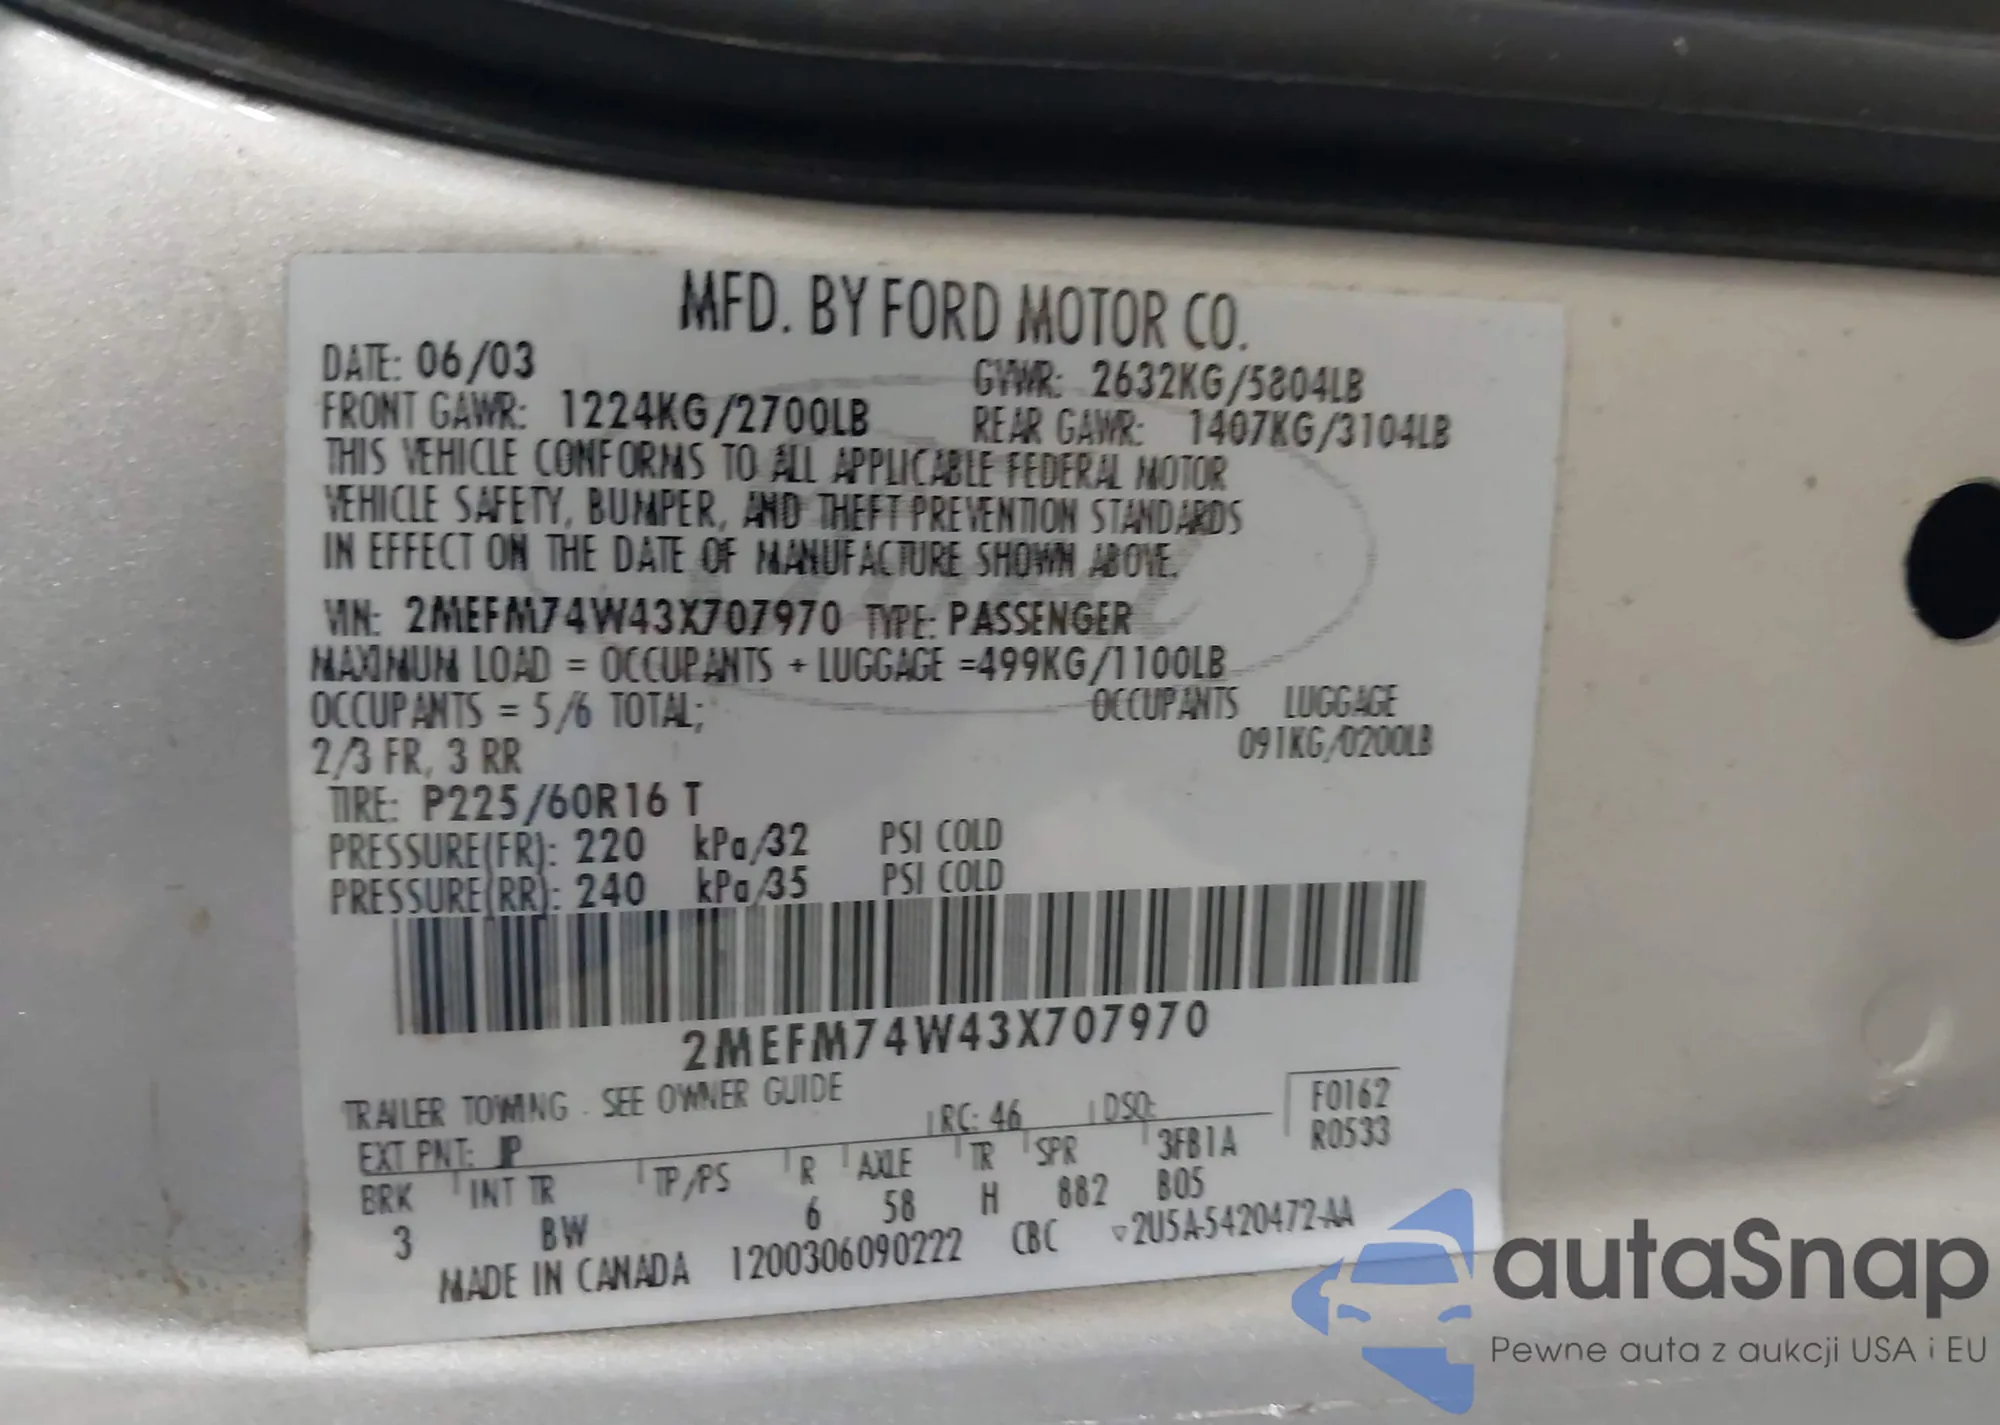 MFD. BY FORD MOTOR CO.
DATE: 06/03 GVWR: 2632KG/5804LB
FRONT GAWR: 1224KG/2700LB REAR GAWR: 1407KG/3104LB
THIS VEHICLE CONFORMS TO ALL APPLICABLE FEDERAL MOTOR
VEHICLE SAFETY, BUMPER, AND THEFT PREVENTION STANDARDS
IN EFFECT ON THE DATE OF MANUFACTURE SHOWN ABOVE.
VIN: 2MEFM74W43X707970 TYPE: PASSENGER
MAXIMUM LOAD = OCCUPANTS + LUGGAGE =499KG/1100LB
OCCUPANTS = 5/6 TOTAL; OCCUPANTS LUGGAGE
2/3 FR, 3 RR 091KG/0200LB
TIRE: P225/60R16 T
PRESSURE(FR): 220 kPa/32 PSI COLD
PRESSURE(RR): 240 kPa/35 PSI COLD
2MEFM74W43X707970
TRAILER TOWING - SEE OWNER GUIDE
EXT PNT: JP RC: 46 DSO: F0162
BRK INT TR TP/PS R AXLE TR SPR 3FB1A R0533
3 BW 6 58 H 882 B05
MADE IN CANADA 1200306090222 CBC ▽2U5A-5420472-AA
autaSnap
Pewne auta z aukcji USA i EU